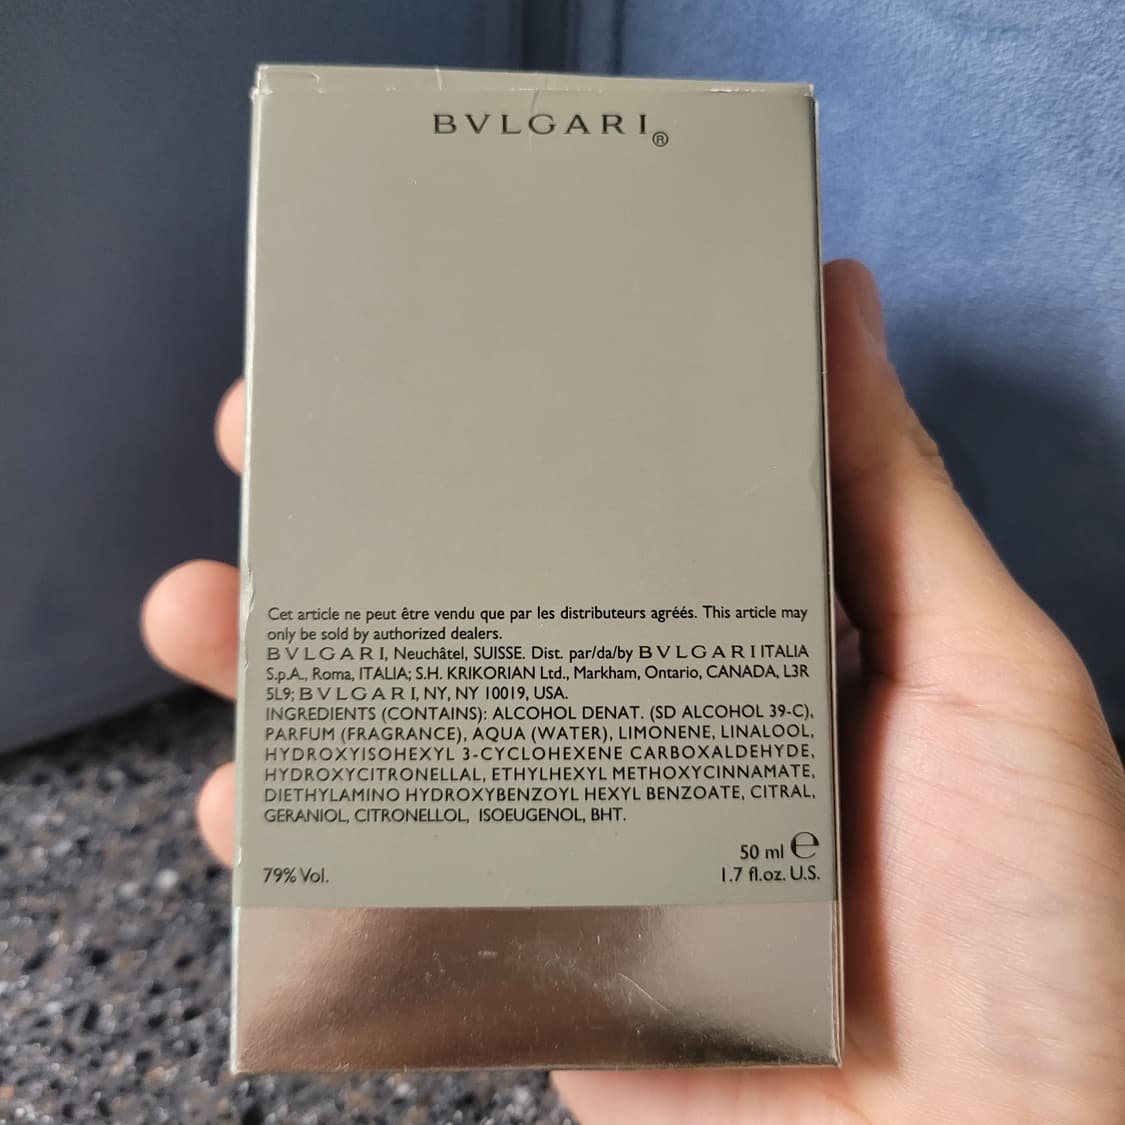 BVLGARI®
Cet article ne peut être vendu que par les distributeurs agréés. This article may
only be sold by authorized dealers.
BVLGARI, Neuchâtel, SUISSE. Dist. par/da/by BVLGARI ITALIA
S.p.A., Roma, ITALIA; S.H. KRIKORIAN Ltd., Markham, Ontario, CANADA, L3R
5L9; BVLGARI, NY, NY 10019, USA.
INGREDIENTS (CONTAINS): ALCOHOL DENAT. (SD ALCOHOL 39-C),
PARFUM (FRAGRANCE), AQUA (WATER), LIMONENE, LINALOOL,
HYDROXYISOHEXYL 3-CYCLOHEXENE CARBOXALDEHYDE,
HYDROXYCITRONELLAL, ETHYLHEXYL METHOXYCINNAMATE,
DIETHYLAMINO HYDROXYBENZOYL HEXYL BENZOATE, CITRAL,
GERANIOL, CITRONELLOL, ISOEUGENOL, BHT.
50 ml ℮
79% Vol. 1.7 fl.oz. U.S.